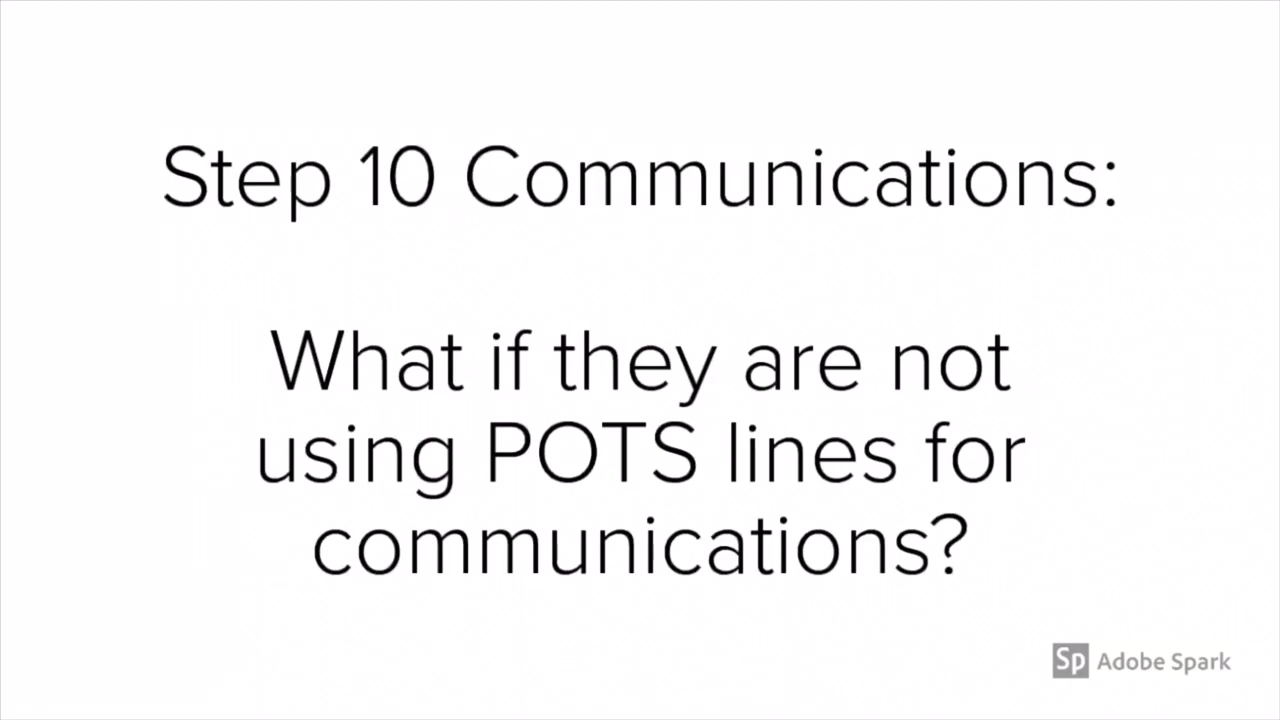 Step 10 Communications:
What if they are not
using POTS lines for
communications?
Sp Adobe Spark